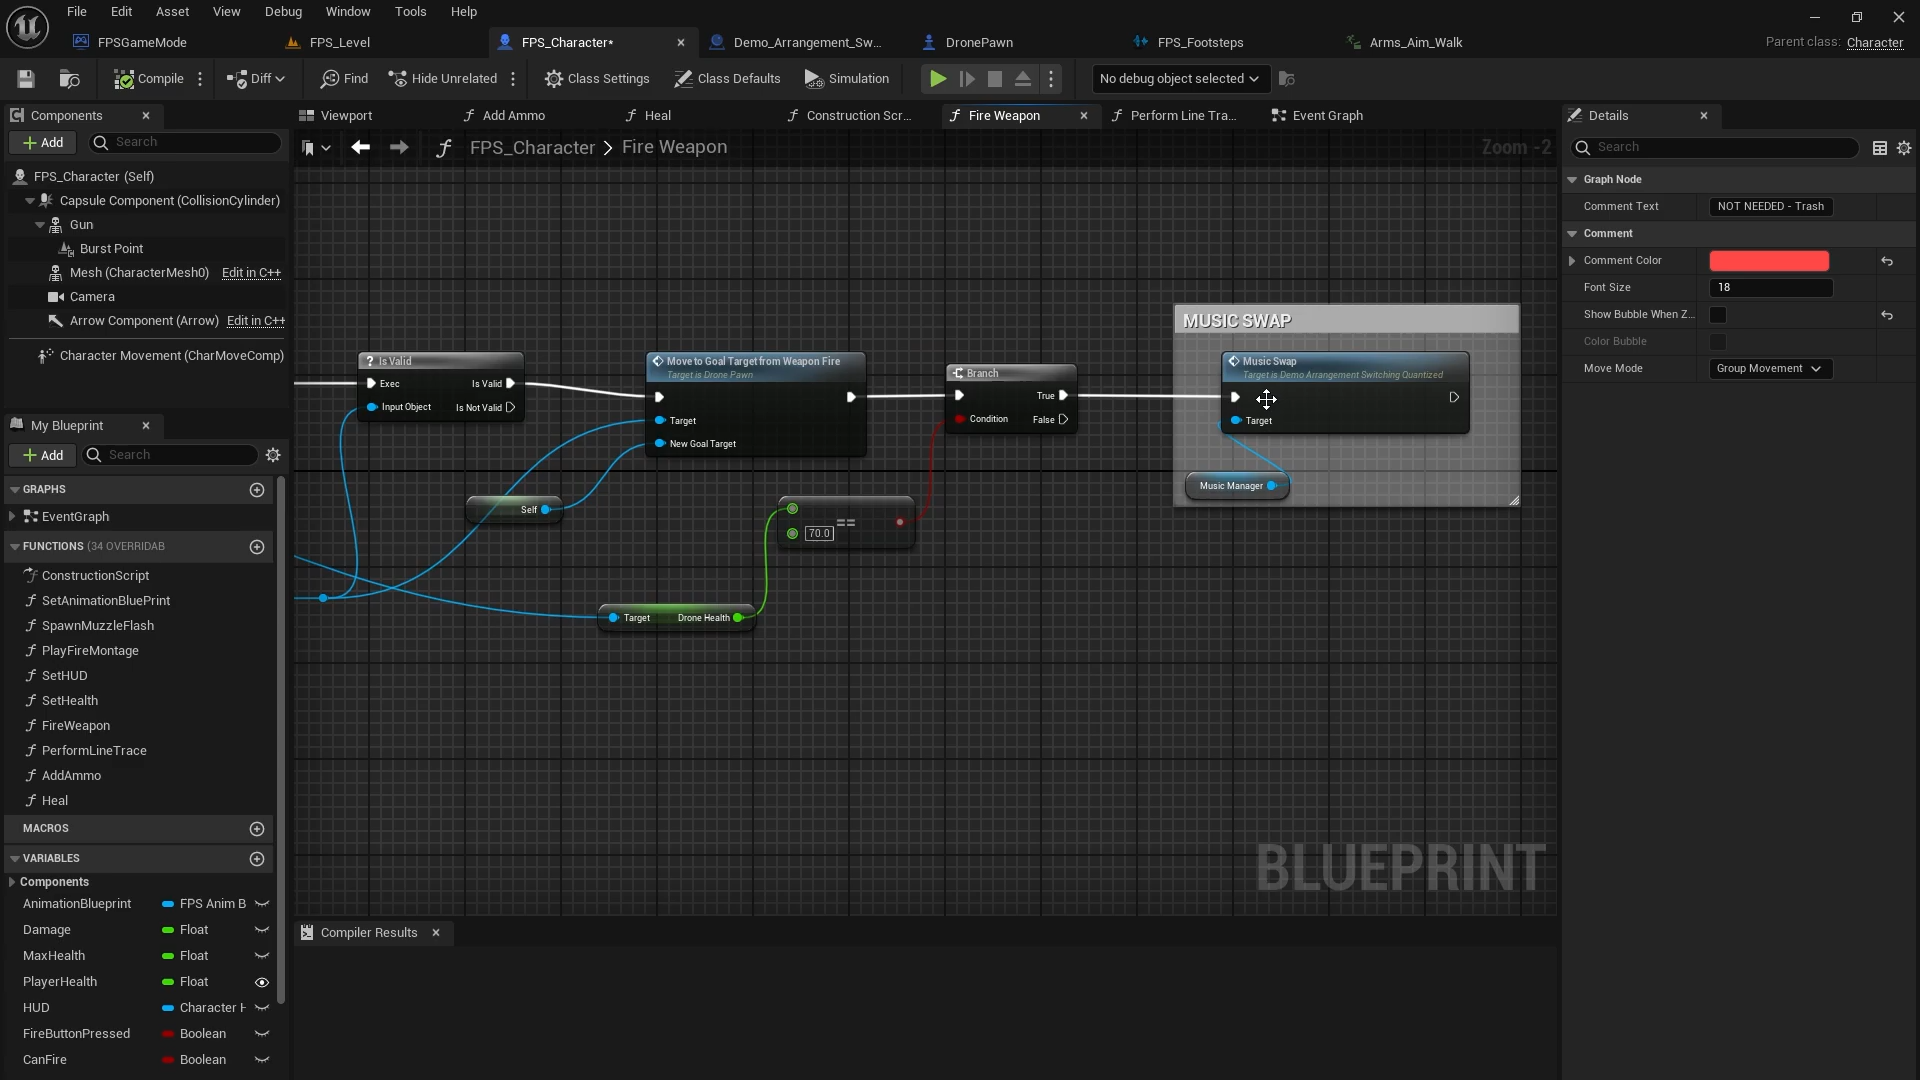 File Edit Asset View Debug Window Tools Help
FPSGameMode FPS_Level FPS_Character* Demo_Arrangement_Sw... DronePawn FPS_Footsteps Arms_Aim_Walk Parent class: Character
Compile Diff Find Hide Unrelated Class Settings Class Defaults Simulation No debug object selected
Components
Add Search
FPS_Character (Self)
Capsule Component (CollisionCylinder)
Gun
Burst Point
Mesh (CharacterMesh0) Edit in C++
Camera
Arrow Component (Arrow) Edit in C++
Character Movement (CharMoveComp)
My Blueprint
Add Search
GRAPHS
EventGraph
FUNCTIONS (34 OVERRIDAB
ConstructionScript
SetAnimationBluePrint
SpawnMuzzleFlash
PlayFireMontage
SetHUD
SetHealth
FireWeapon
PerformLineTrace
AddAmmo
Heal
MACROS
VARIABLES
Components
AnimationBlueprint FPS Anim B
Damage Float
MaxHealth Float
PlayerHealth Float
HUD Character H
FireButtonPressed Boolean
CanFire Boolean
Viewport Add Ammo Heal Construction Scr... Fire Weapon Perform Line Tra... Event Graph
FPS_Character > Fire Weapon
Zoom -2
? Is Valid
Exec Is Valid
Input Object Is Not Valid
Move to Goal Target from Weapon Fire
Target is Drone Pawn
Target
New Goal Target
Self
Branch
True
Condition False
==
70.0
Target Drone Health
MUSIC SWAP
Music Swap
Target is Demo Arrangement Switching Quantized
Target
Music Manager
BLUEPRINT
Compiler Results
Details
Search
Graph Node
Comment Text NOT NEEDED - Trash
Comment
Comment Color
Font Size 18
Show Bubble When Z...
Color Bubble
Move Mode Group Movement